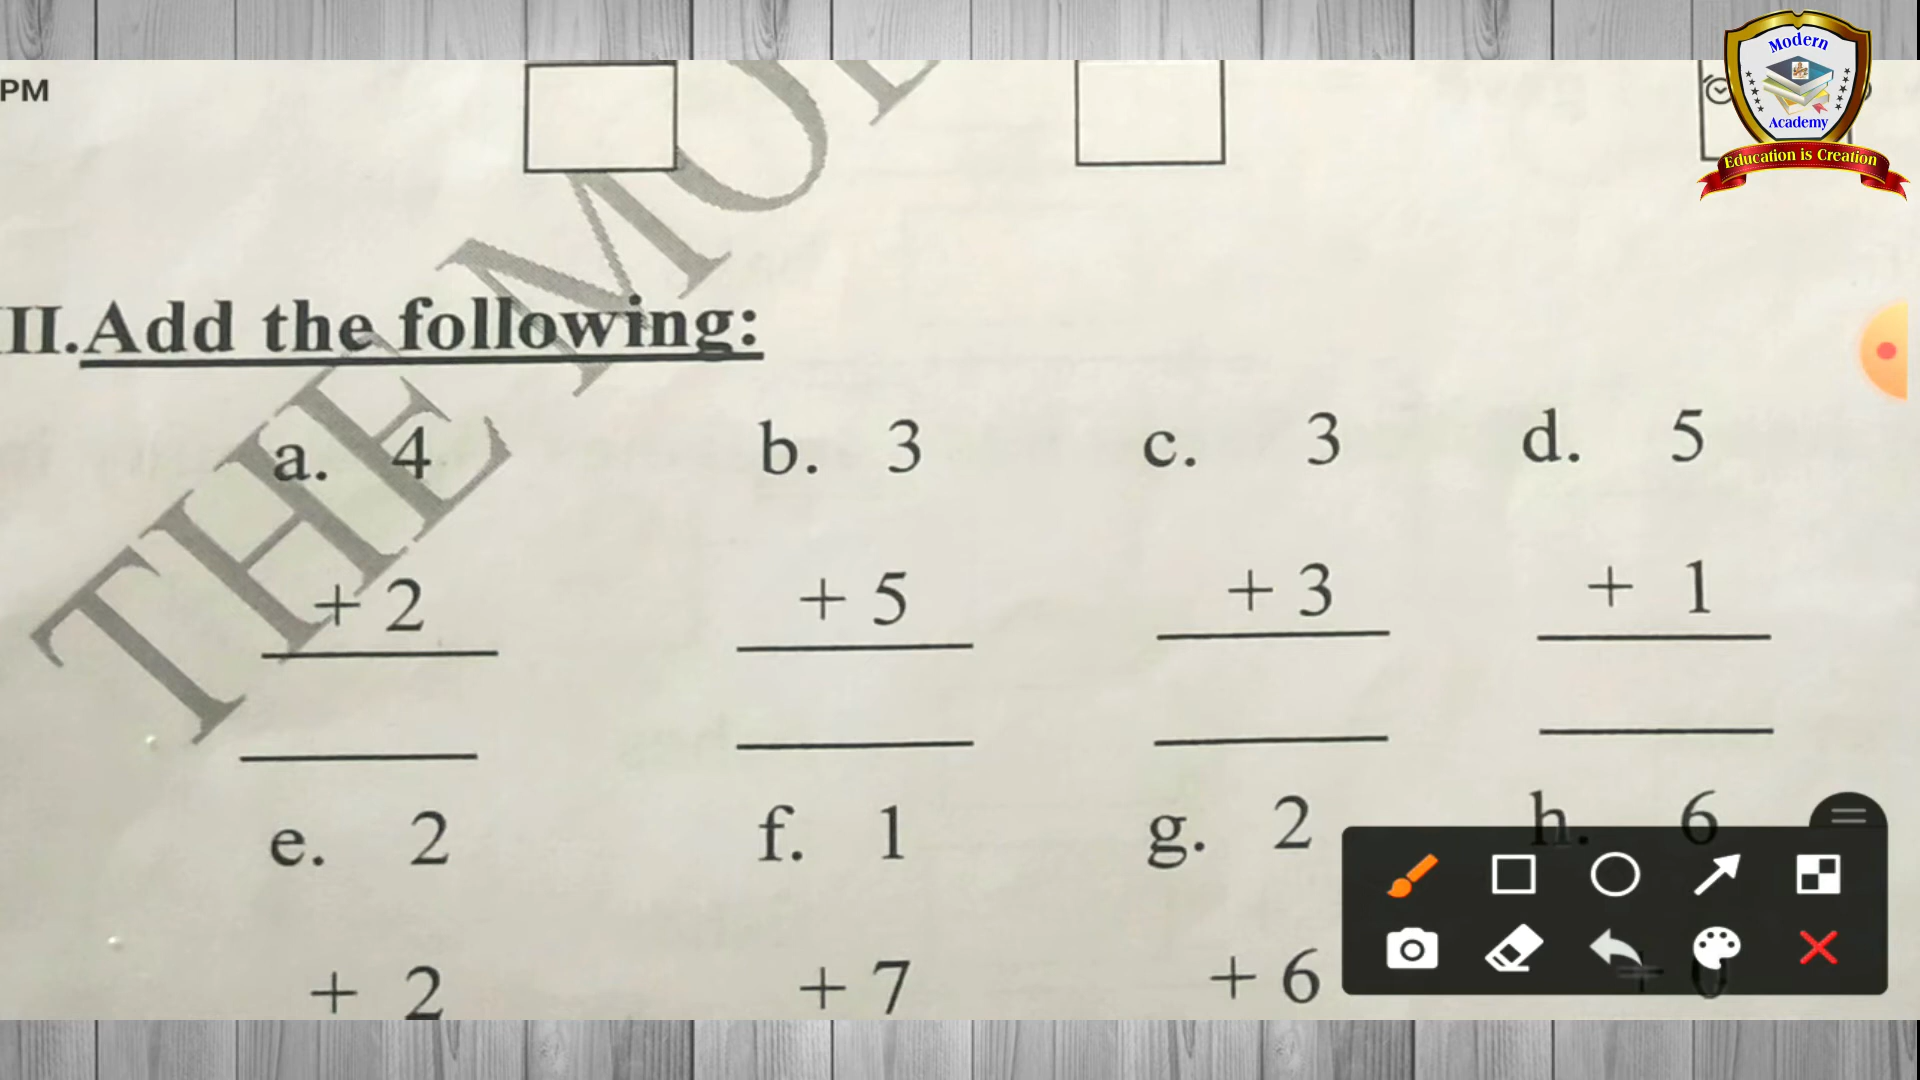 Modern
Academy
Education is Creation
PM
THE MO
II.Add the following:
a. 4 b. 3 c. 3 d. 5
+ 2 + 5 + 3 + 1
e. 2 f. 1 g. 2 h. 6
+ 2 + 7 + 6 + 0